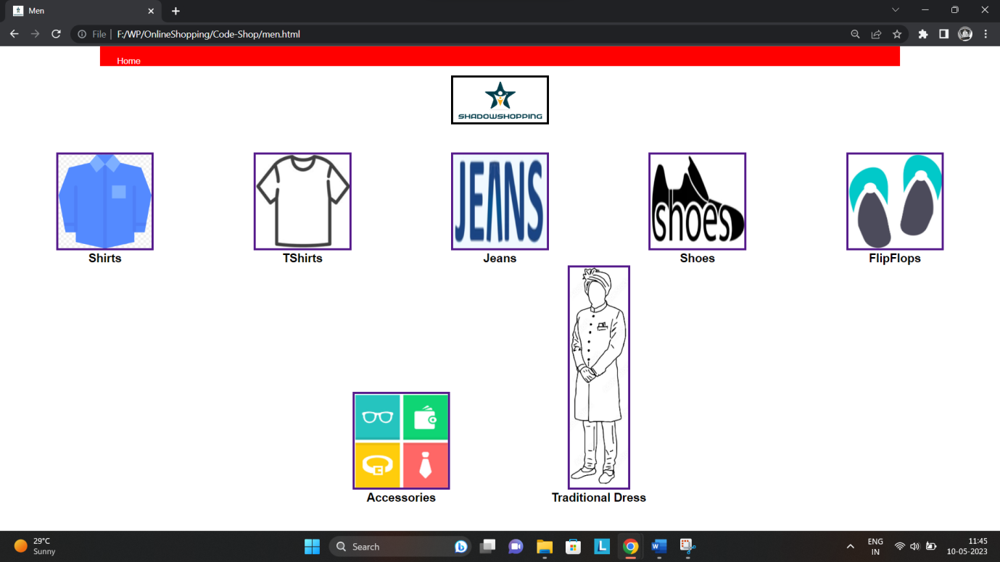 Men
File
F:/WP/OnlineShopping/Code-Shop/men.html
Home
SHADOWSHOPPING
JEANS
shoes
Shirts
TShirts
Jeans
Shoes
FlipFlops
Accessories
Traditional Dress
29°C
Sunny
Search
L
W
ENG
IN
11:45
10-05-2023